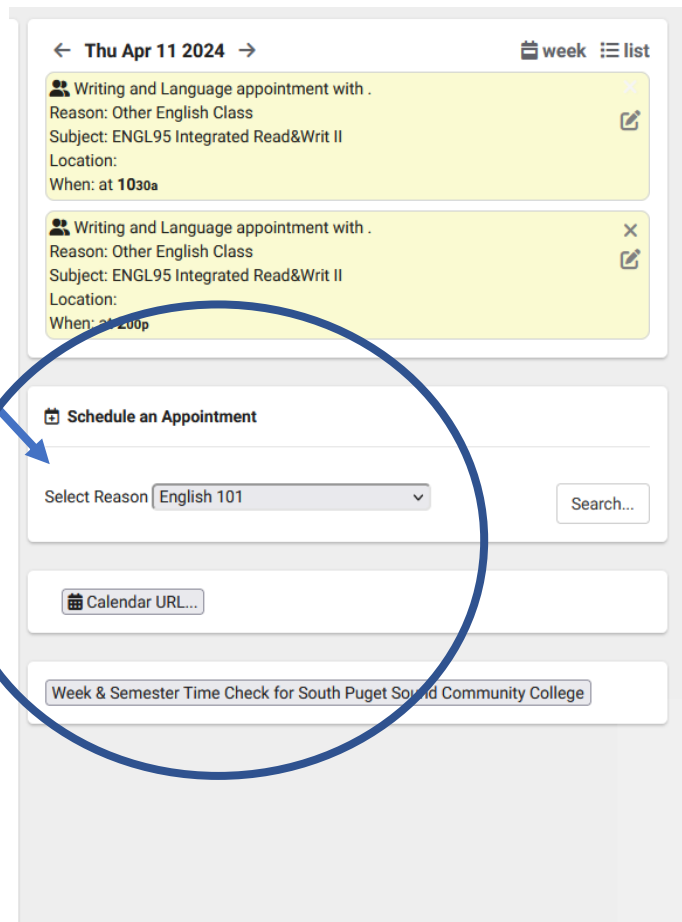 Thu Apr 11 2024 week list
Writing and Language appointment with .
Reason: Other English Class
Subject: ENGL95 Integrated Read&Writ II
Location:
When: at 1030a
Writing and Language appointment with .
Reason: Other English Class
Subject: ENGL95 Integrated Read&Writ II
Location:
When: at 200p
Schedule an Appointment
Select Reason English 101 Search...
Calendar URL...
Week & Semester Time Check for South Puget Sound Community College